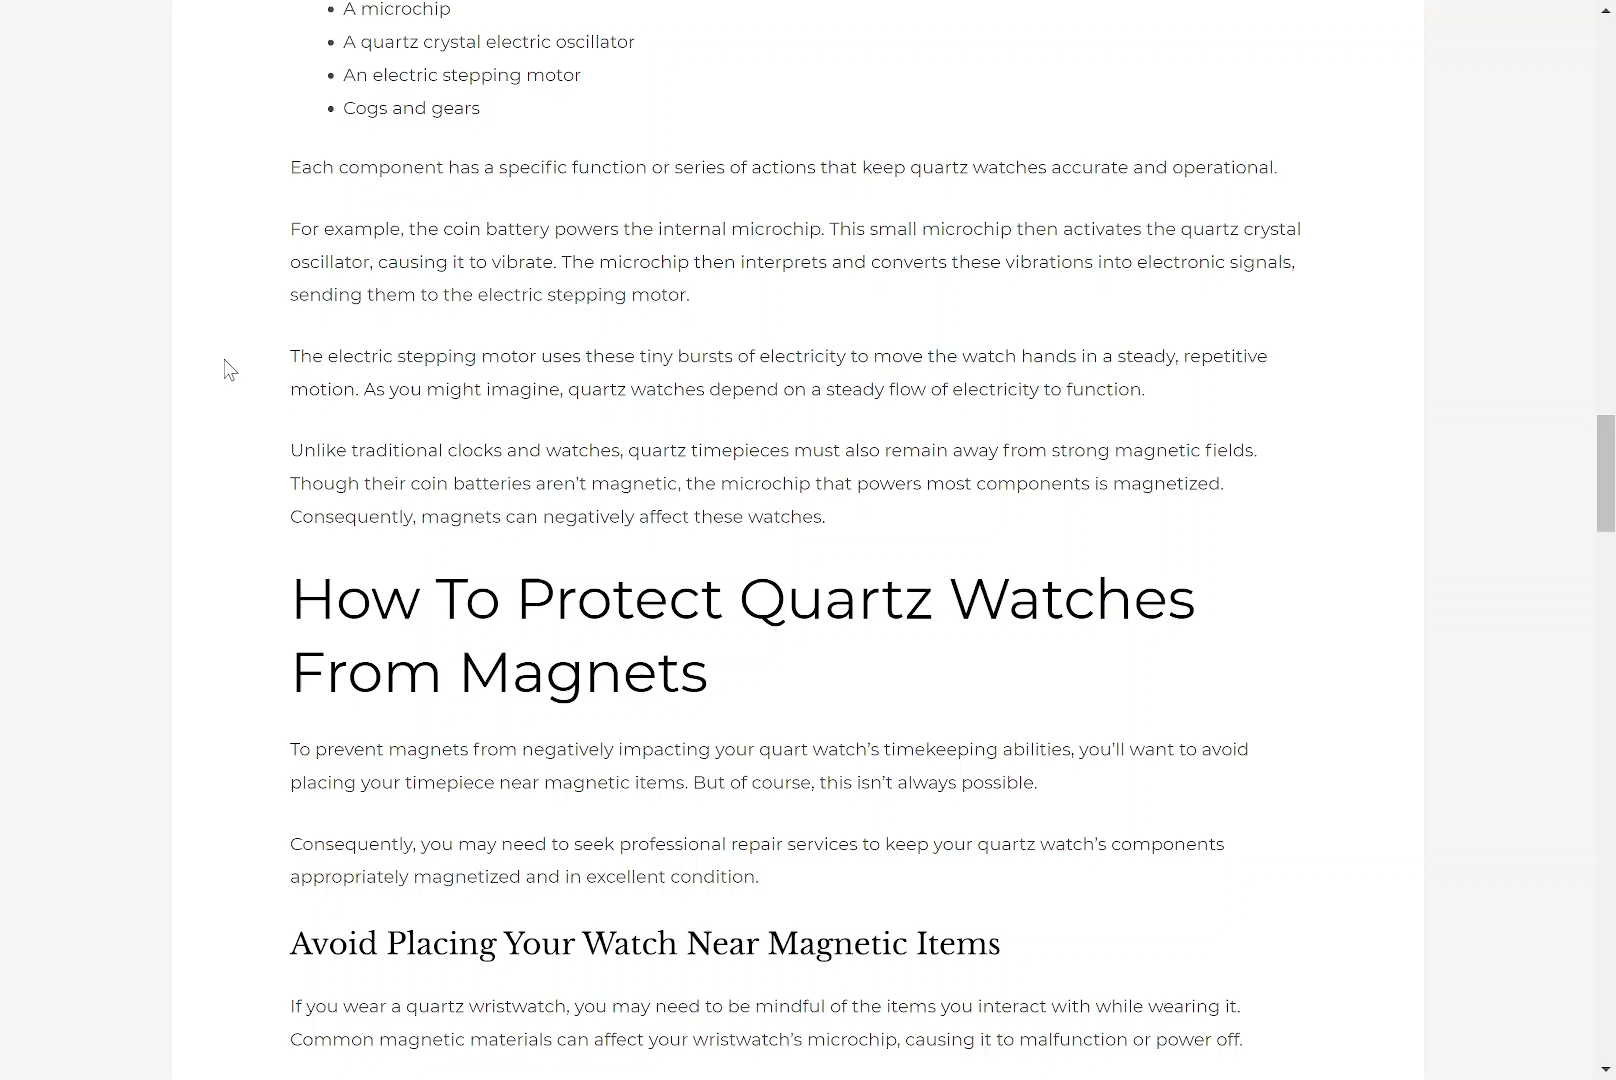 • A microchip
• A quartz crystal electric oscillator
• An electric stepping motor
• Cogs and gears
Each component has a specific function or series of actions that keep quartz watches accurate and operational.
For example, the coin battery powers the internal microchip. This small microchip then activates the quartz crystal
oscillator, causing it to vibrate. The microchip then interprets and converts these vibrations into electronic signals,
sending them to the electric stepping motor.
The electric stepping motor uses these tiny bursts of electricity to move the watch hands in a steady, repetitive
motion. As you might imagine, quartz watches depend on a steady flow of electricity to function.
Unlike traditional clocks and watches, quartz timepieces must also remain away from strong magnetic fields.
Though their coin batteries aren't magnetic, the microchip that powers most components is magnetized.
Consequently, magnets can negatively affect these watches.
How To Protect Quartz Watches
From Magnets
To prevent magnets from negatively impacting your quart watch's timekeeping abilities, you'll want to avoid
placing your timepiece near magnetic items. But of course, this isn't always possible.
Consequently, you may need to seek professional repair services to keep your quartz watch's components
appropriately magnetized and in excellent condition.
Avoid Placing Your Watch Near Magnetic Items
If you wear a quartz wristwatch, you may need to be mindful of the items you interact with while wearing it.
Common magnetic materials can affect your wristwatch's microchip, causing it to malfunction or power off.